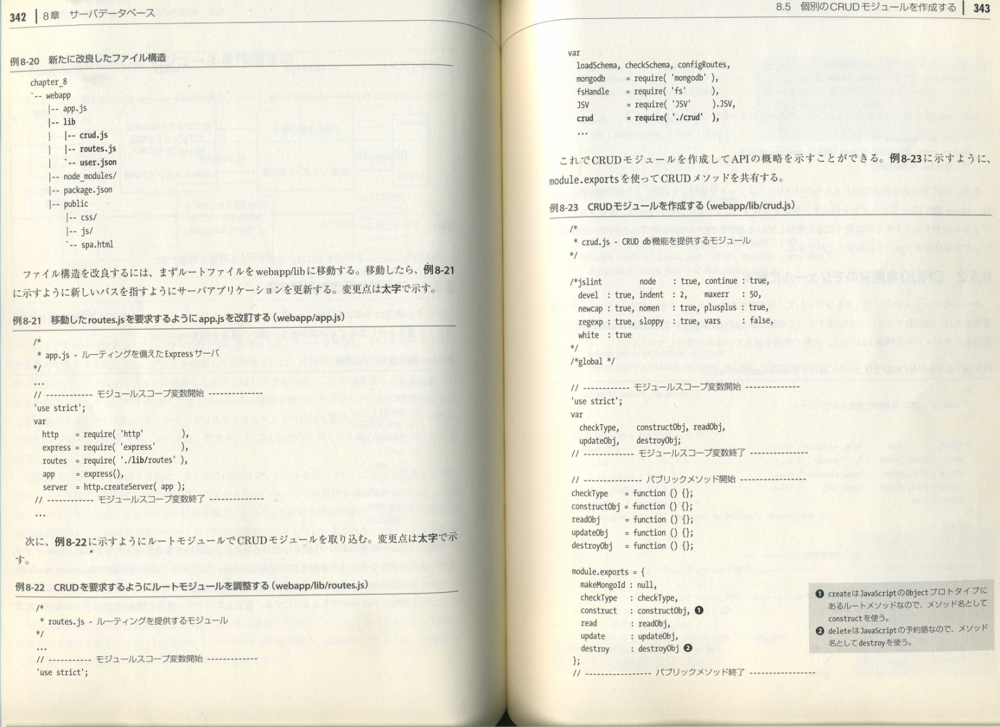 342 8章 サーバデータベース
例8-20 新たに改良したファイル構造
chapter_8
`-- webapp
|-- app.js
|-- lib
| |-- crud.js
| |-- routes.js
| `-- user.json
|-- node_modules/
|-- package.json
|-- public
|-- css/
|-- js/
`-- spa.html
ファイル構造を改良するには、まずルートファイルをwebapp/libに移動する。移動したら、例8-21
に示すように新しいパスを指すようにサーバアプリケーションを更新する。変更点は太字で示す。
例8-21 移動したroutes.jsを要求するようにapp.jsを改訂する（webapp/app.js）
/*
* app.js - ルーティングを備えたExpressサーバ
*/
...
// ------------ モジュールスコープ変数開始 --------------
'use strict';
var
http = require( 'http' ),
express = require( 'express' ),
routes = require( './lib/routes' ),
app = express(),
server = http.createServer( app );
// ------------ モジュールスコープ変数終了 --------------
...
次に、例8-22に示すようにルートモジュールでCRUDモジュールを取り込む。変更点は太字で示
す。
例8-22 CRUDを要求するようにルートモジュールを調整する（webapp/lib/routes.js）
/*
* routes.js - ルーティングを提供するモジュール
*/
...
// ----------- モジュールスコープ変数開始 -------------
'use strict';
8.5 個別のCRUDモジュールを作成する 343
var
loadSchema, checkSchema, configRoutes,
mongodb = require( 'mongodb' ),
fsHandle = require( 'fs' ),
JSV = require( 'JSV' ).JSV,
crud = require( './crud' ),
...
これでCRUDモジュールを作成してAPIの概略を示すことができる。例8-23に示すように、
module.exportsを使ってCRUDメソッドを共有する。
例8-23 CRUDモジュールを作成する（webapp/lib/crud.js）
/*
* crud.js - CRUD db機能を提供するモジュール
*/
/*jslint node : true, continue : true,
devel : true, indent : 2, maxerr : 50,
newcap : true, nomen : true, plusplus : true,
regexp : true, sloppy : true, vars : false,
white : true
*/
/*global */
// ------------ モジュールスコープ変数開始 --------------
'use strict';
var
checkType, constructObj, readObj,
updateObj, destroyObj;
// ------------- モジュールスコープ変数終了 ---------------
// --------------- パブリックメソッド開始 -----------------
checkType = function () {};
constructObj = function () {};
readObj = function () {};
updateObj = function () {};
destroyObj = function () {};
module.exports = {
makeMongoId : null,
checkType : checkType,
construct : constructObj, ❶
read : readObj,
update : updateObj,
destroy : destroyObj ❷
};
// ----------------- パブリックメソッド終了 -----------------
❶ createはJavaScriptのObjectプロトタイプに
あるルートメソッドなので、メソッド名として
constructを使う。
❷ deleteはJavaScriptの予約語なので、メソッド
名としてdestroyを使う。